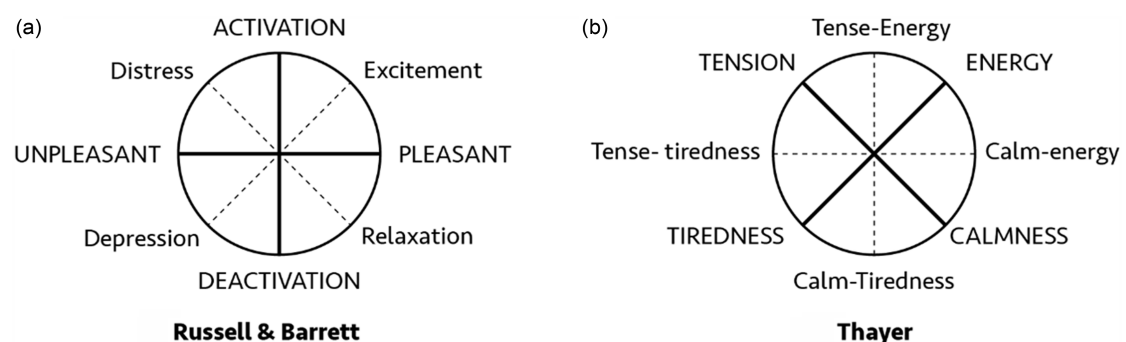 (a)
ACTIVATION
Distress
Excitement
UNPLEASANT
PLEASANT
Depression
Relaxation
DEACTIVATION
Russell & Barrett
(b)
Tense-Energy
TENSION
ENERGY
Tense- tiredness
Calm-energy
TIREDNESS
CALMNESS
Calm-Tiredness
Thayer